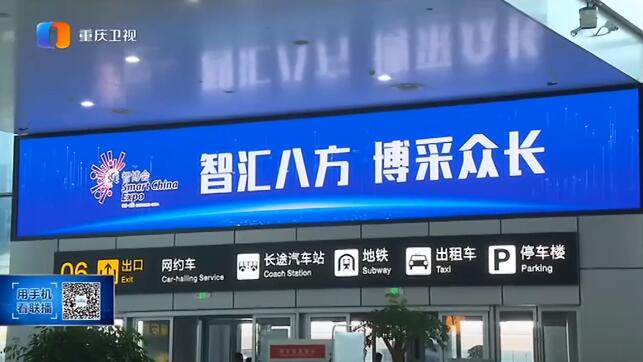 重庆卫视
智博会
Smart China
Expo
智汇八方 博采众长
06 出口 Exit
网约车 Car-hailing Service
长途汽车站 Coach Station
地铁 Subway
出租车 Taxi
P 停车楼 Parking
用手机
看联播